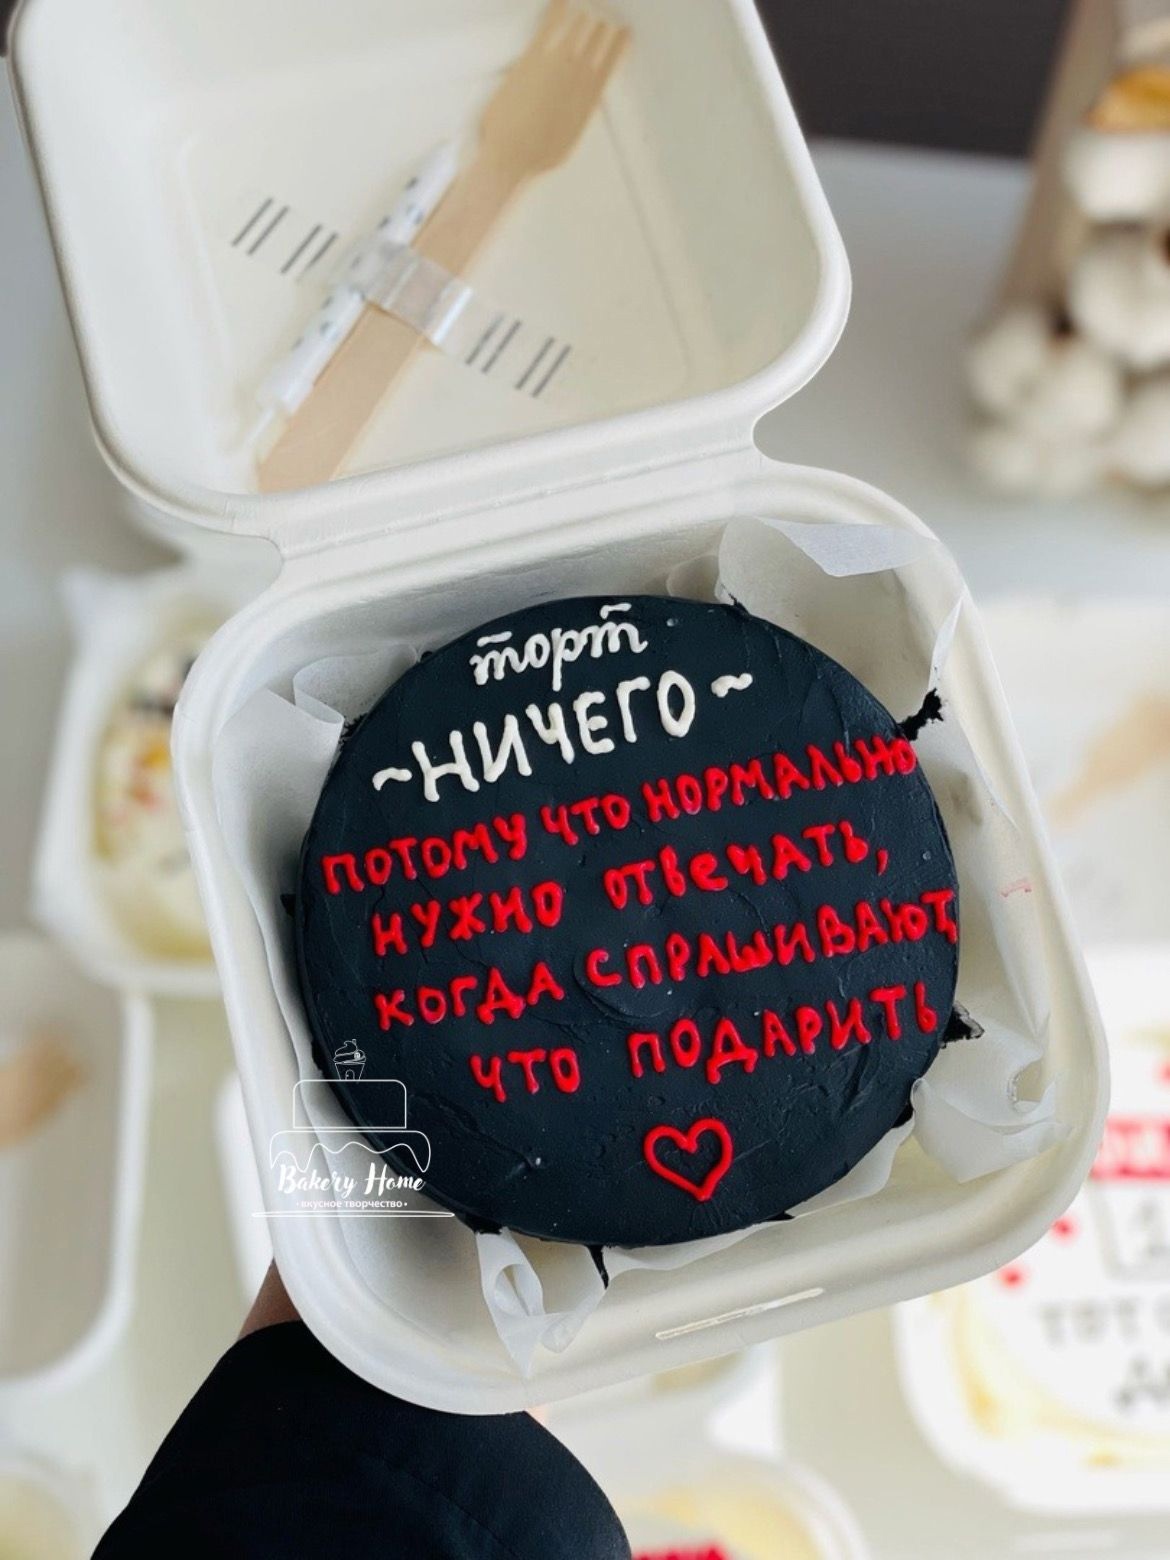 торт
~НИЧЕГО~
ПОТОМУ ЧТО НОРМАЛЬНО
НУЖНО ОТВЕЧАТЬ,
КОГДА СПРАШИВАЮТ,
ЧТО ПОДАРИТЬ
Bakery Home
• вкусное творчество •